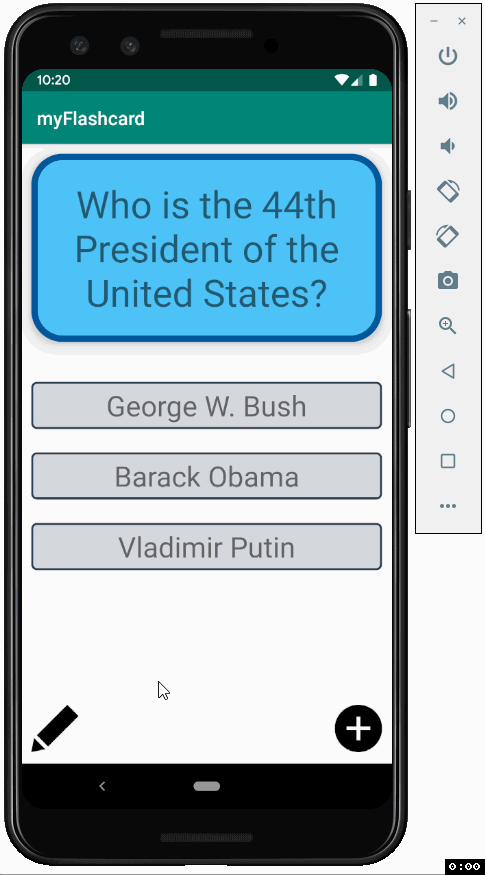 10:20
myFlashcard
Who is the 44th
President of the
United States?
George W. Bush
Barack Obama
Vladimir Putin
0:00